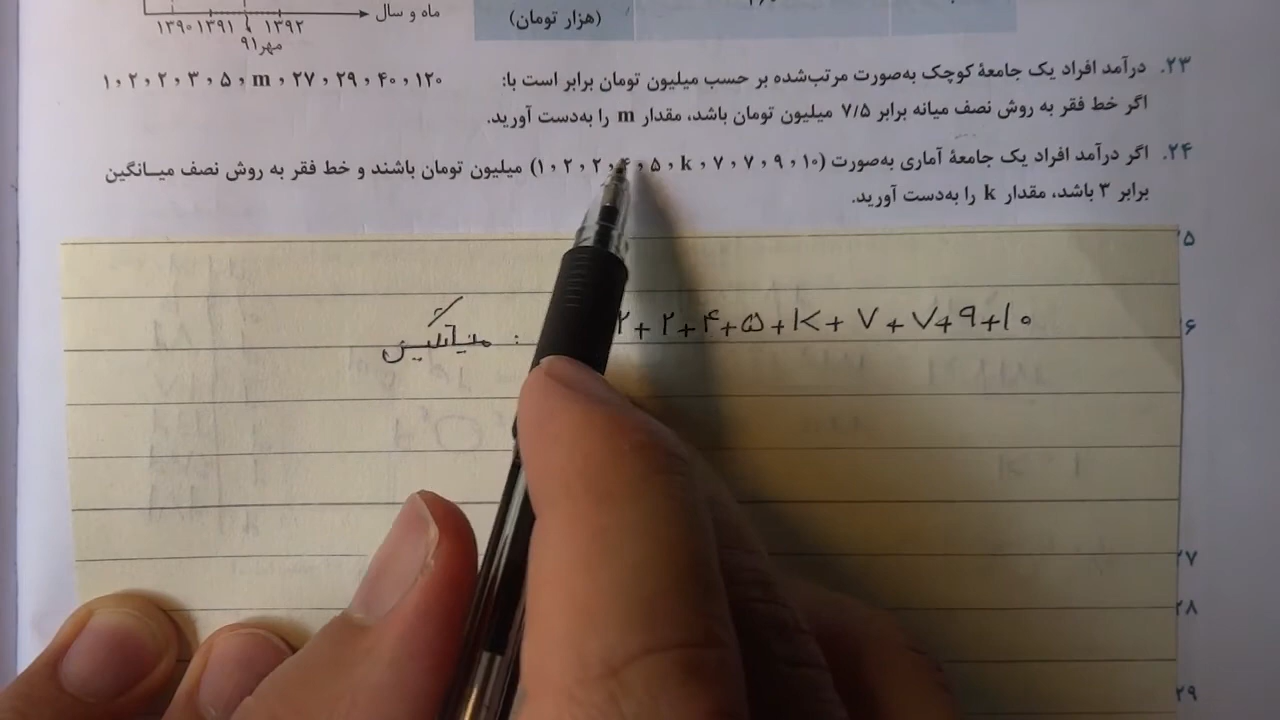 ماه و سال
۱۳۹۰ ۱۳۹۱ ۱۳۹۲
مهر۹۱
(هزار تومان)
۲۳. درآمد افراد یک جامعهٔ کوچک به‌صورت مرتب‌شده بر حسب میلیون تومان برابر است با: ۱ , ۲ , ۲ , ۳ , ۵ , m , ۲۷ , ۲۹ , ۴۰ , ۱۲۰
اگر خط فقر به روش نصف میانه برابر ۷/۵ میلیون تومان باشد، مقدار m را به‌دست آورید.
۲۴. اگر درآمد افراد یک جامعهٔ آماری به‌صورت (۱ , ۲ , ۲ , ۴ , ۵ , k , ۷ , ۷ , ۹ , ۱۰) میلیون تومان باشند و خط فقر به روش نصف میـانگین
برابر ۳ باشد، مقدار k را به‌دست آورید.
۵
۶
میانگین : ۲+۲+۴+۵+K+۷+۷+۹+۱۰
۲۷
۲۸
۲۹